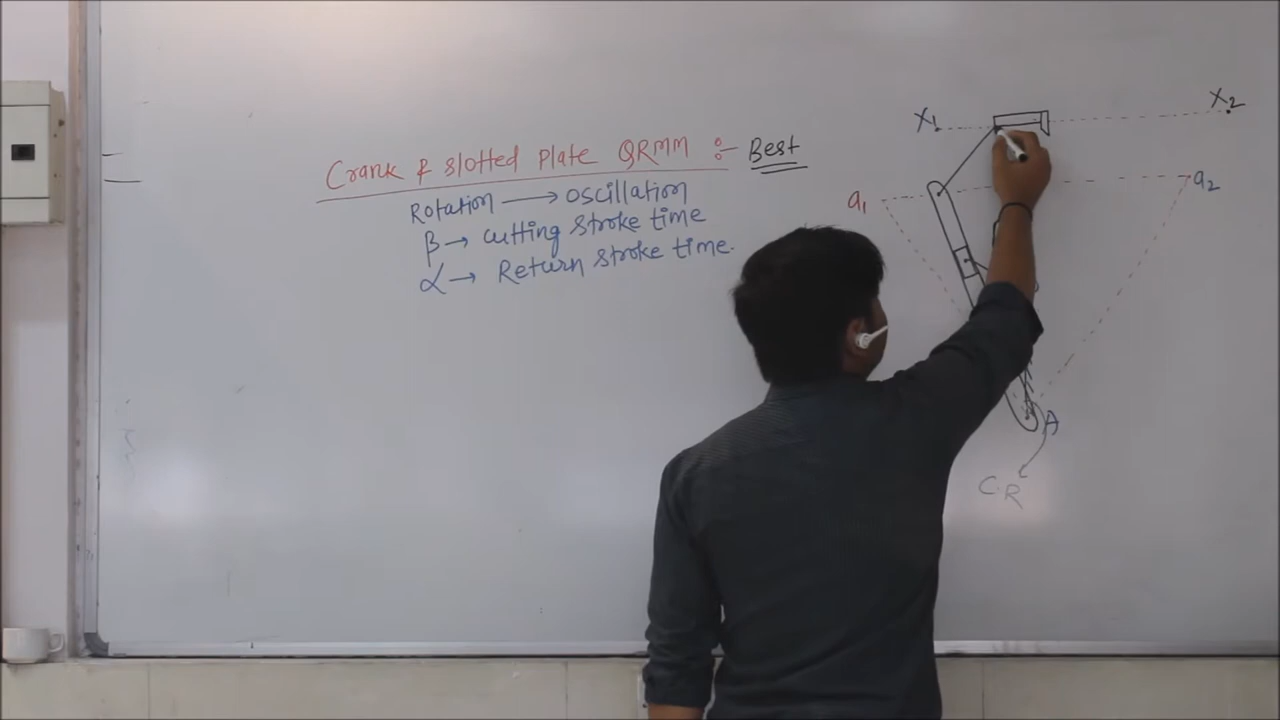 Crank & slotted plate QRMM :- Best
Rotation → oscillation
β → cutting stroke time
α → Return stroke time.
X1
X2
a1
a2
A
C.R